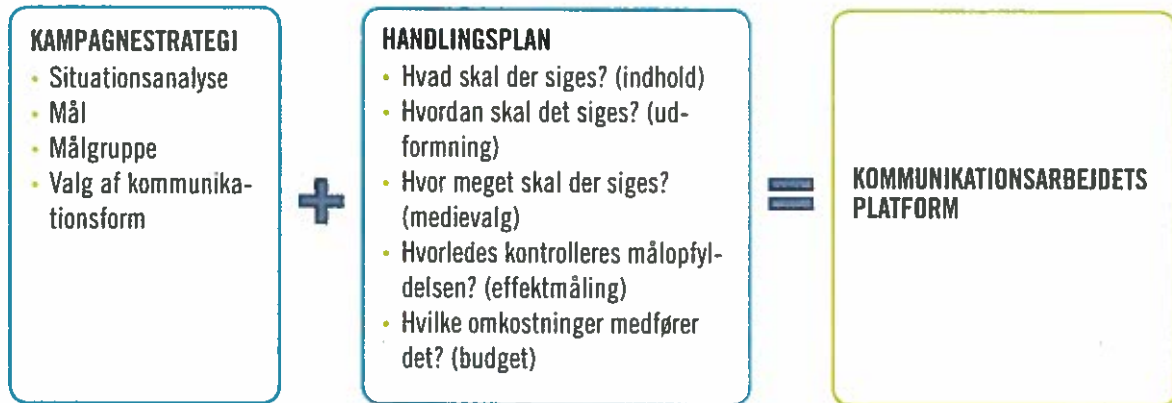 KAMPAGNESTRATEGI
• Situationsanalyse
• Mål
• Målgruppe
• Valg af kommunika-
tionsform
+
HANDLINGSPLAN
• Hvad skal der siges? (indhold)
• Hvordan skal det siges? (ud-
formning)
• Hvor meget skal der siges?
(medievalg)
• Hvorledes kontrolleres målopfyl-
delsen? (effektmåling)
• Hvilke omkostninger medfører
det? (budget)
=
KOMMUNIKATIONSARBEJDETS
PLATFORM